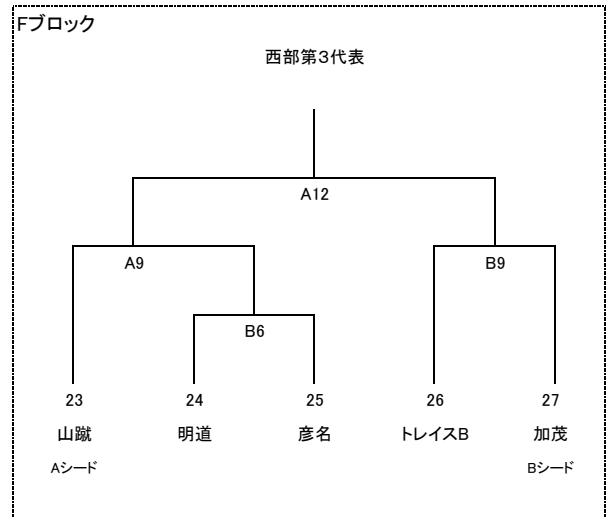 Fブロック
西部第3代表
A12
A9 B9
B6
23 24 25 26 27
山蹴 明道 彦名 トレイスB 加茂
Aシード Bシード